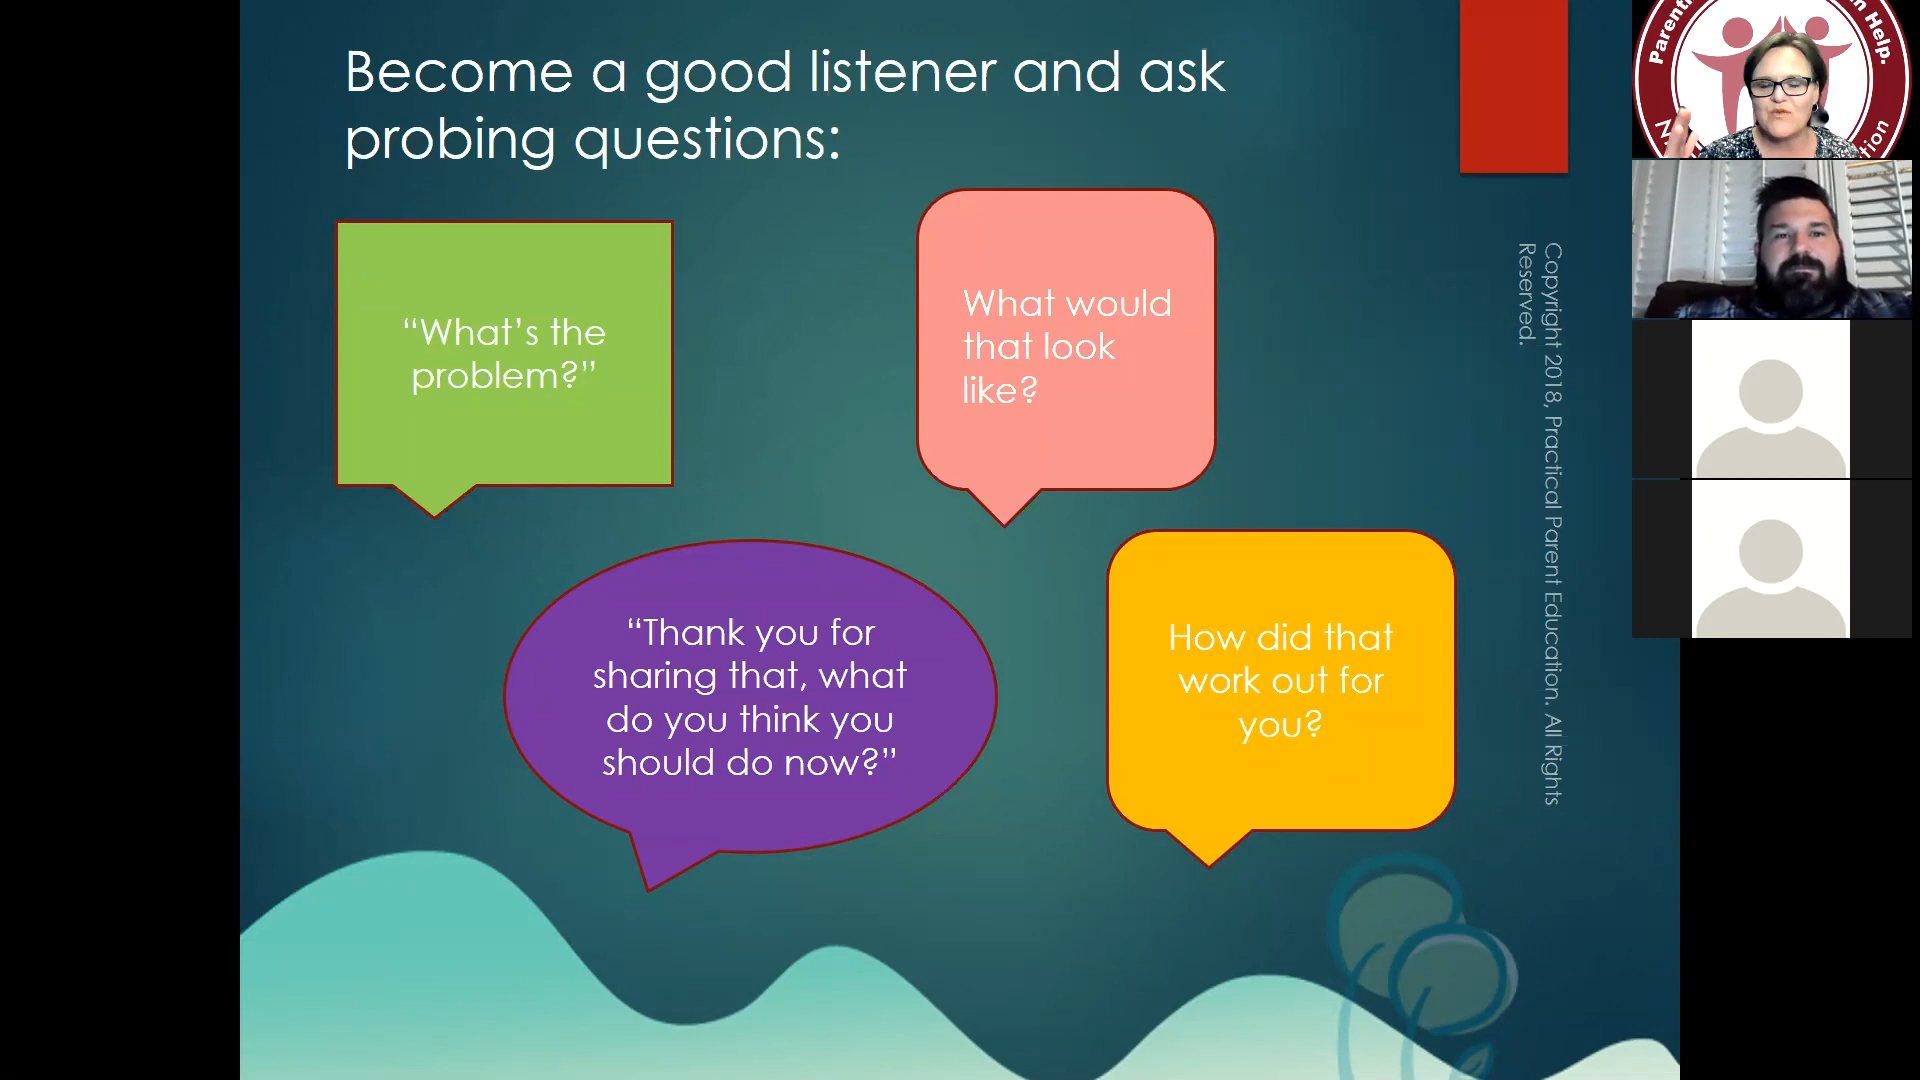 Become a good listener and ask
probing questions:
“What’s the
problem?”
What would
that look
like?
“Thank you for
sharing that, what
do you think you
should do now?”
How did that
work out for
you?
Copyright 2018, Practical Parent Education. All Rights
Reserved.
Help.